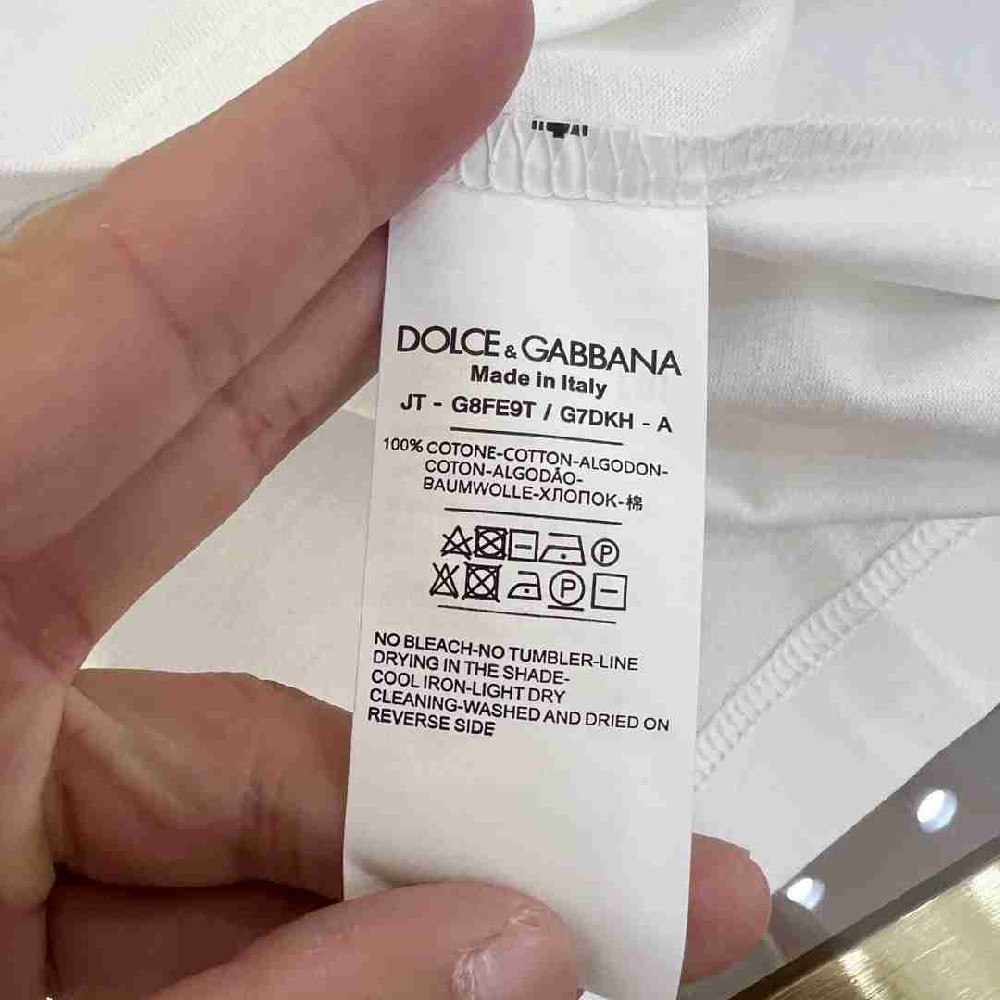 DOLCE & GABBANA
Made in Italy
JT - G8FE9T / G7DKH - A
100% COTONE-COTTON-ALGODON-
COTON-ALGODÃO-
BAUMWOLLE-ХЛОПОК-棉
P
P
NO BLEACH-NO TUMBLER-LINE
DRYING IN THE SHADE-
COOL IRON-LIGHT DRY
CLEANING-WASHED AND DRIED ON
REVERSE SIDE